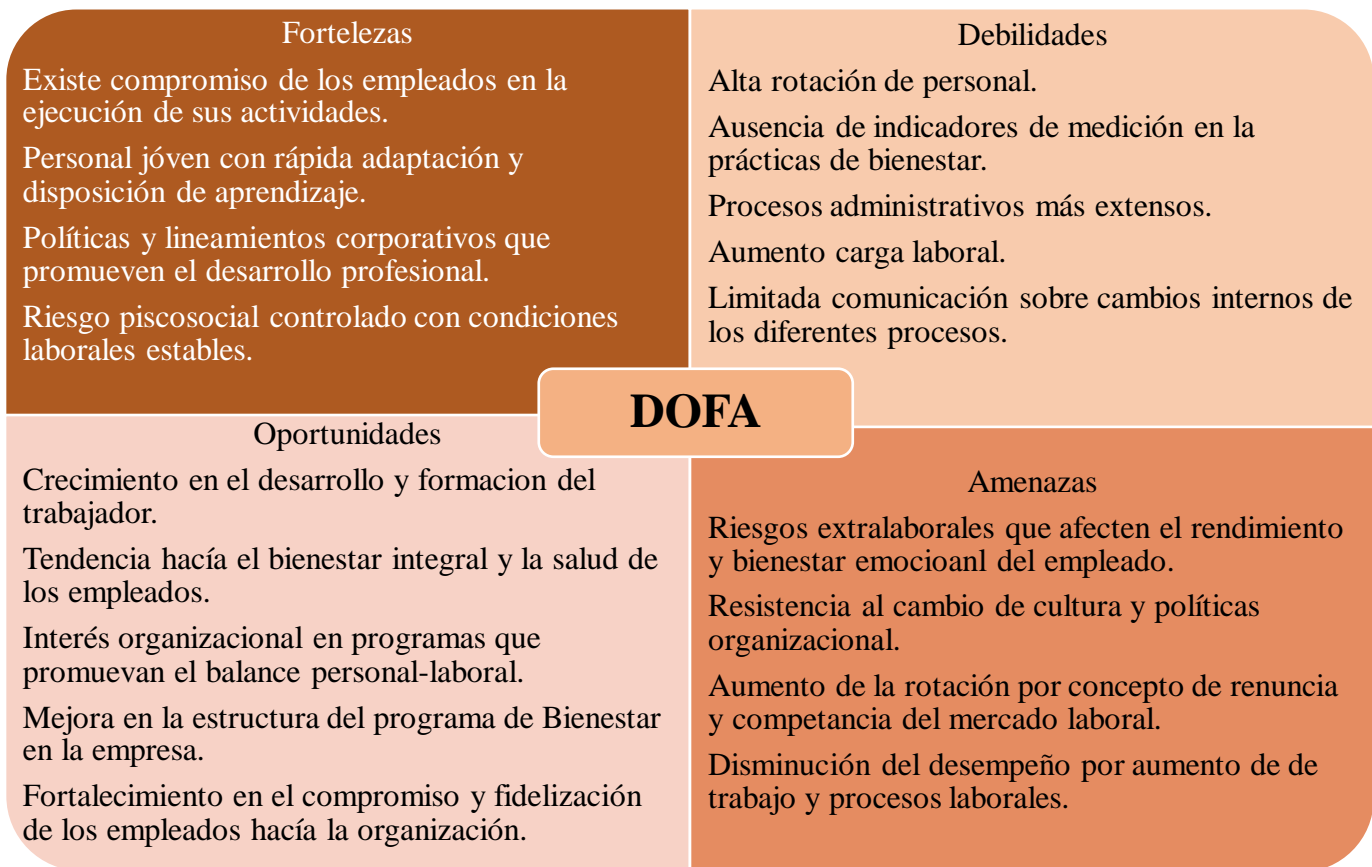 Fortelezas
Existe compromiso de los empleados en la
ejecución de sus actividades.
Personal jóven con rápida adaptación y
disposición de aprendizaje.
Políticas y lineamientos corporativos que
promueven el desarrollo profesional.
Riesgo piscosocial controlado con condiciones
laborales estables.
Debilidades
Alta rotación de personal.
Ausencia de indicadores de medición en la
prácticas de bienestar.
Procesos administrativos más extensos.
Aumento carga laboral.
Limitada comunicación sobre cambios internos de
los diferentes procesos.
DOFA
Oportunidades
Crecimiento en el desarrollo y formacion del
trabajador.
Tendencia hacía el bienestar integral y la salud de
los empleados.
Interés organizacional en programas que
promuevan el balance personal-laboral.
Mejora en la estructura del programa de Bienestar
en la empresa.
Fortalecimiento en el compromiso y fidelización
de los empleados hacía la organización.
Amenazas
Riesgos extralaborales que afecten el rendimiento
y bienestar emocioanl del empleado.
Resistencia al cambio de cultura y políticas
organizacional.
Aumento de la rotación por concepto de renuncia
y competancia del mercado laboral.
Disminución del desempeño por aumento de de
trabajo y procesos laborales.